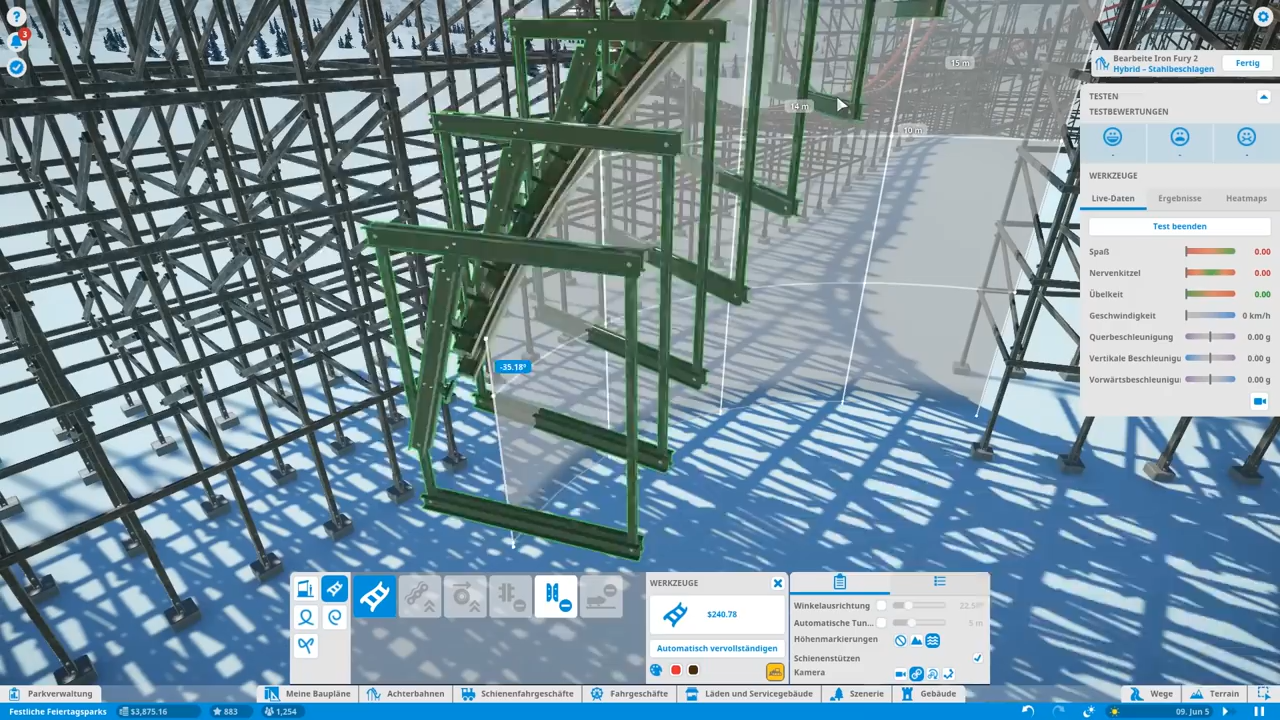 ?
3
15 m
14 m
10 m
-35.18°
Bearbeite Iron Fury 2
Hybrid – Stahlbeschlagen
Fertig
TESTEN
TESTBEWERTUNGEN
- - -
WERKZEUGE
Live-Daten Ergebnisse Heatmaps
Test beenden
Spaß 0.00
Nervenkitzel 0.00
Übelkeit 0.00
Geschwindigkeit 0 km/h
Querbeschleunigung 0.00 g
Vertikale Beschleunigu 0.00 g
Vorwärtsbeschleunigu 0.00 g
WERKZEUGE
$240.78
Automatisch vervollständigen
Winkelausrichtung 22.5°
Automatische Tun... 5 m
Höhenmarkierungen
Schienenstützen
Kamera
Parkverwaltung Meine Baupläne Achterbahnen Schienenfahrgeschäfte Fahrgeschäfte Läden und Servicegebäude Szenerie Gebäude Wege Terrain
Festliche Feiertagsparks $3,875.16 883 1,254 09. Jun 5